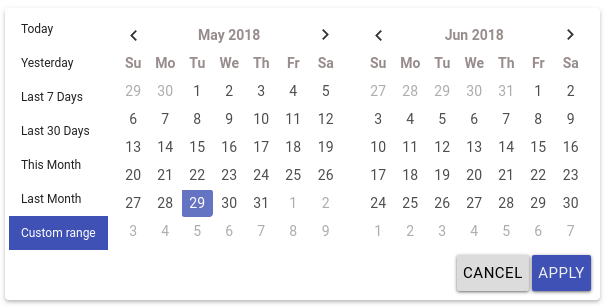 Today
Yesterday
Last 7 Days
Last 30 Days
This Month
Last Month
Custom range
May 2018
Su Mo Tu We Th Fr Sa
29 30 1 2 3 4 5
6 7 8 9 10 11 12
13 14 15 16 17 18 19
20 21 22 23 24 25 26
27 28 29 30 31 1 2
3 4 5 6 7 8 9
Jun 2018
Su Mo Tu We Th Fr Sa
27 28 29 30 31 1 2
3 4 5 6 7 8 9
10 11 12 13 14 15 16
17 18 19 20 21 22 23
24 25 26 27 28 29 30
1 2 3 4 5 6 7
CANCEL APPLY